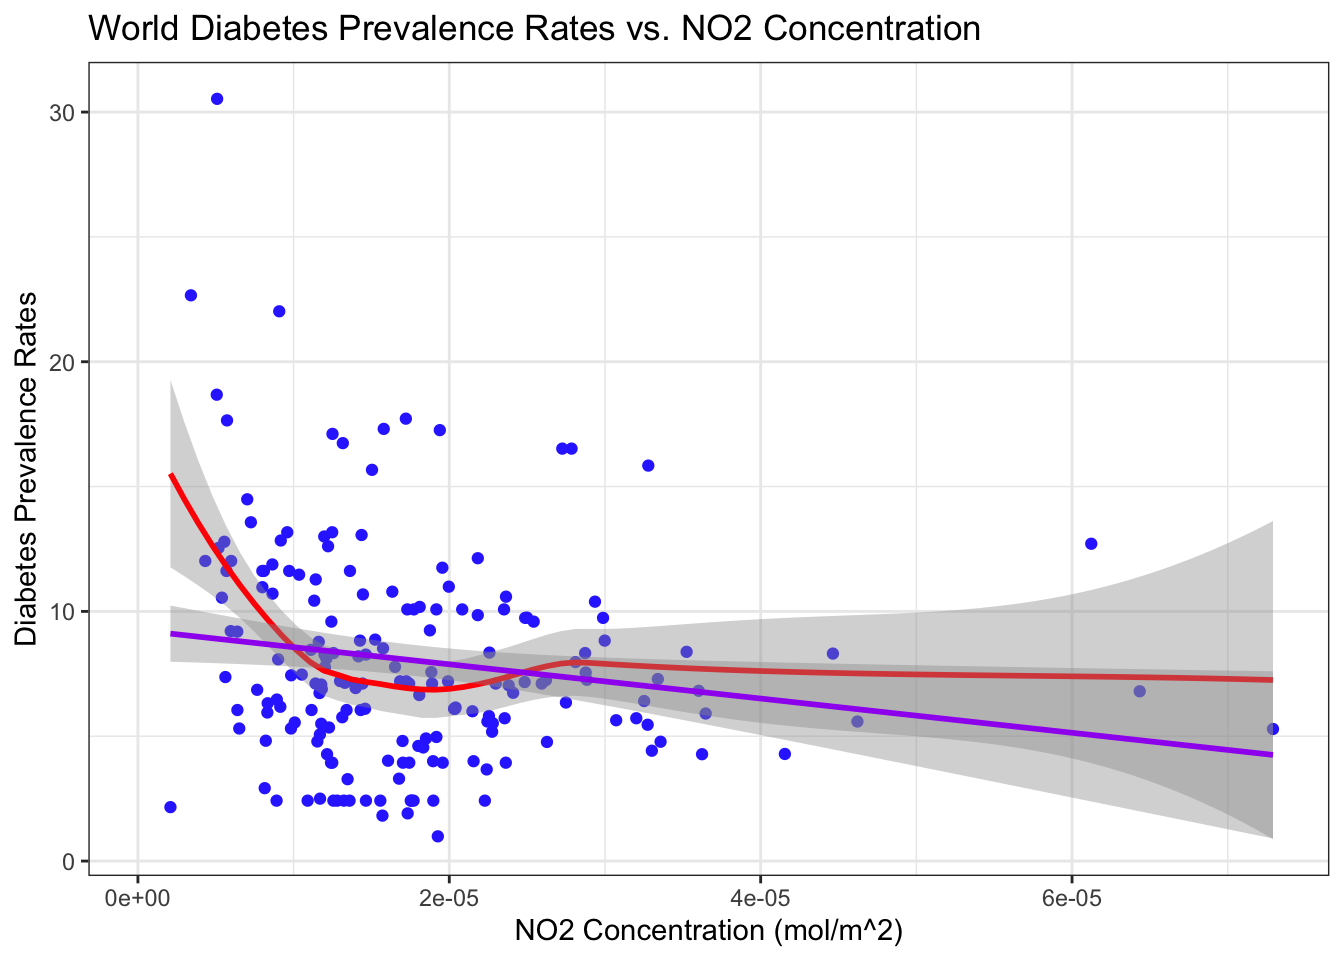 World Diabetes Prevalence Rates vs. NO2 Concentration
Diabetes Prevalence Rates
30
20
10
0
0e+00 2e-05 4e-05 6e-05
NO2 Concentration (mol/m^2)